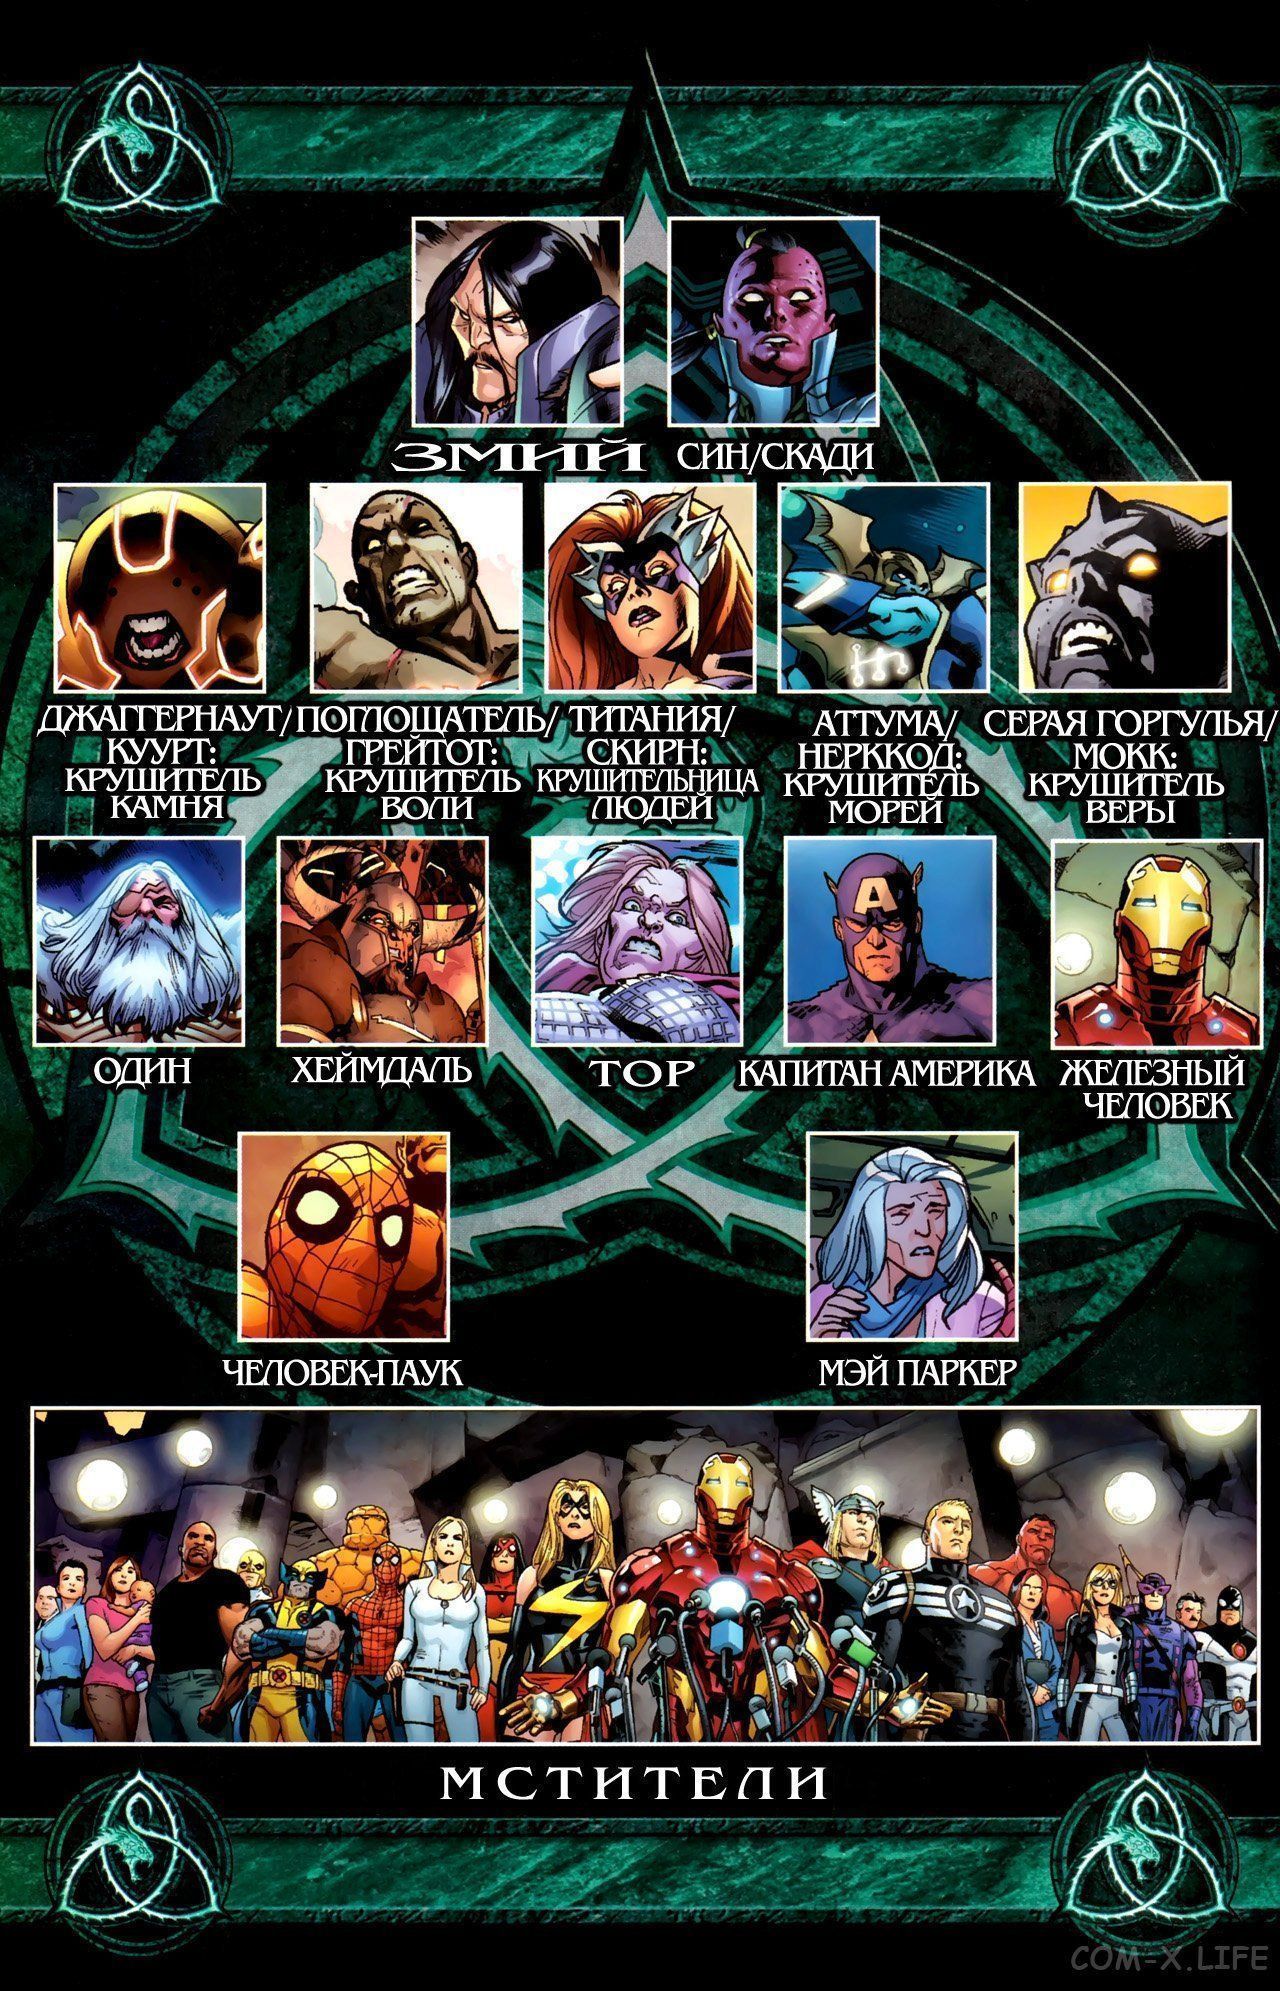 ЗМИЙ
СИН/СКАДИ
ДЖАГГЕРНАУТ/
КУУРТ:
КРУШИТЕЛЬ
КАМНЯ
ПОГЛОЩАТЕЛЬ/
ГРЕЙТОТ:
КРУШИТЕЛЬ
ВОЛИ
ТИТАНИЯ/
СКИРН:
КРУШИТЕЛЬНИЦА
ЛЮДЕЙ
АТТУМА/
НЕРККОД:
КРУШИТЕЛЬ
МОРЕЙ
СЕРАЯ ГОРГУЛЬЯ/
МОКК:
КРУШИТЕЛЬ
ВЕРЫ
A
ОДИН
ХЕЙМДАЛЬ
ТОР
КАПИТАН АМЕРИКА
ЖЕЛЕЗНЫЙ
ЧЕЛОВЕК
ЧЕЛОВЕК-ПАУК
МЭЙ ПАРКЕР
МСТИТЕЛИ
COM-X.LIFE